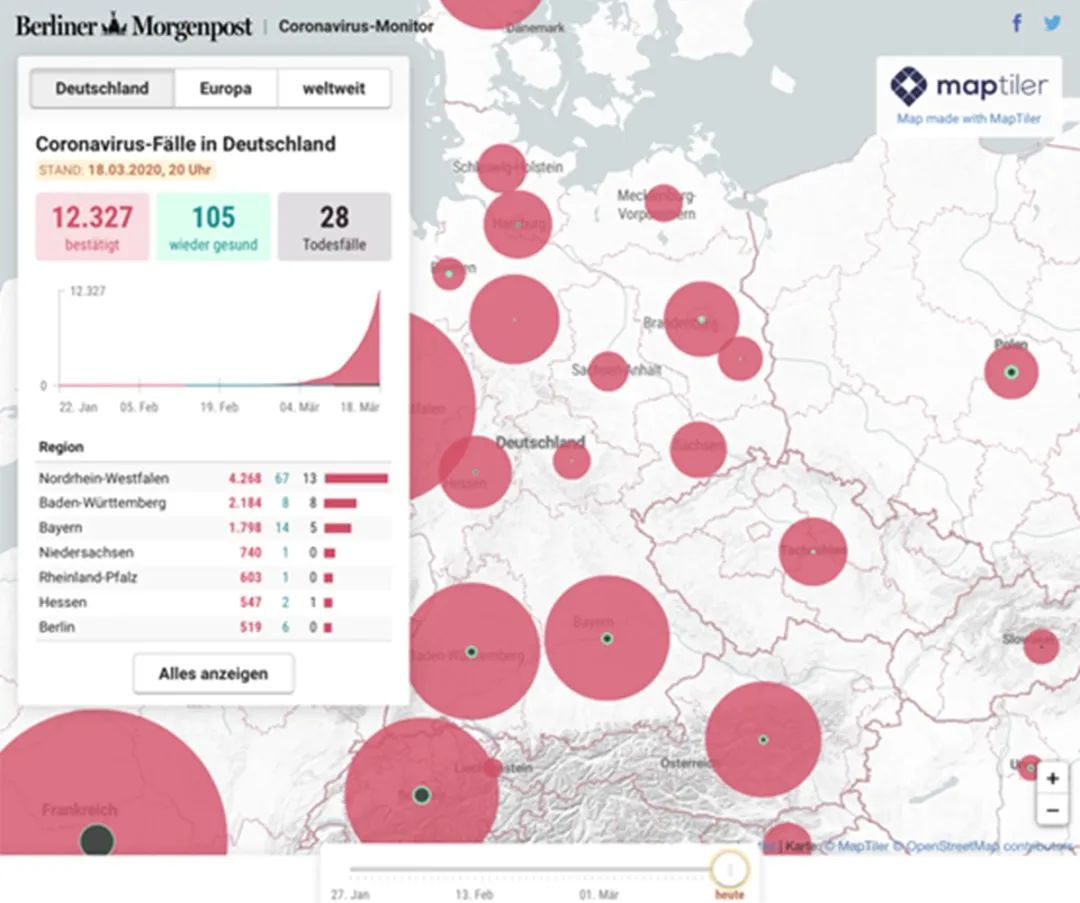 Berliner Morgenpost | Coronavirus-Monitor
Deutschland Europa weltweit
Coronavirus-Fälle in Deutschland
STAND: 18.03.2020, 20 Uhr
12.327 105 28
bestätigt wieder gesund Todesfälle
12.327
0
22. Jan 05. Feb 19. Feb 04. Mär 18. Mär
Region
Nordrhein-Westfalen 4.268 67 13
Baden-Württemberg 2.184 8 8
Bayern 1.798 14 5
Niedersachsen 740 1 0
Rheinland-Pfalz 603 1 0
Hessen 547 2 1
Berlin 519 6 0
Alles anzeigen
maptiler
Map made with MapTiler
Dänemark
Schleswig-Holstein
Mecklenburg-
Vorpommern
Hamburg
Bremen
Brandenburg
Polen
Sachsen-Anhalt
Deutschland
Sachsen
Hessen
Tschechien
Bayern
Baden-Württemberg
Österreich
Liechtenstein
Frankreich
Karte: © MapTiler © OpenStreetMap contributors
+
−
27. Jan 13. Feb 01. Mär heute